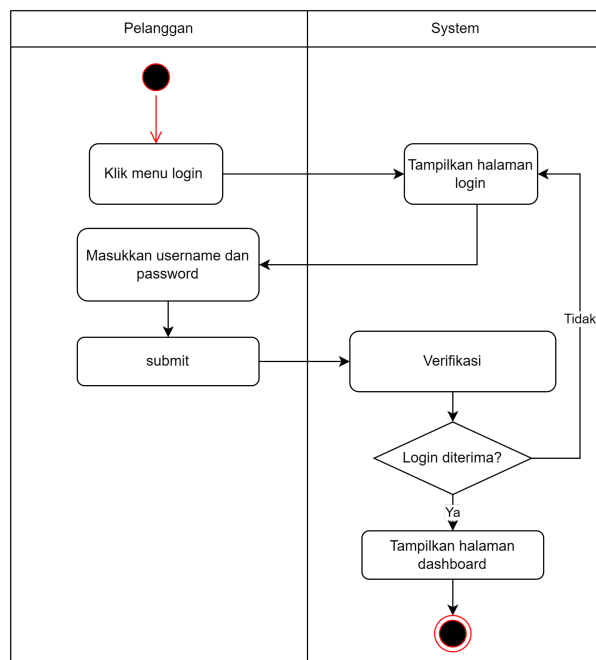 Pelanggan
System
Klik menu login
Tampilkan halaman
login
Masukkan username dan
password
submit
Verifikasi
Tidak
Login diterima?
Ya
Tampilkan halaman
dashboard